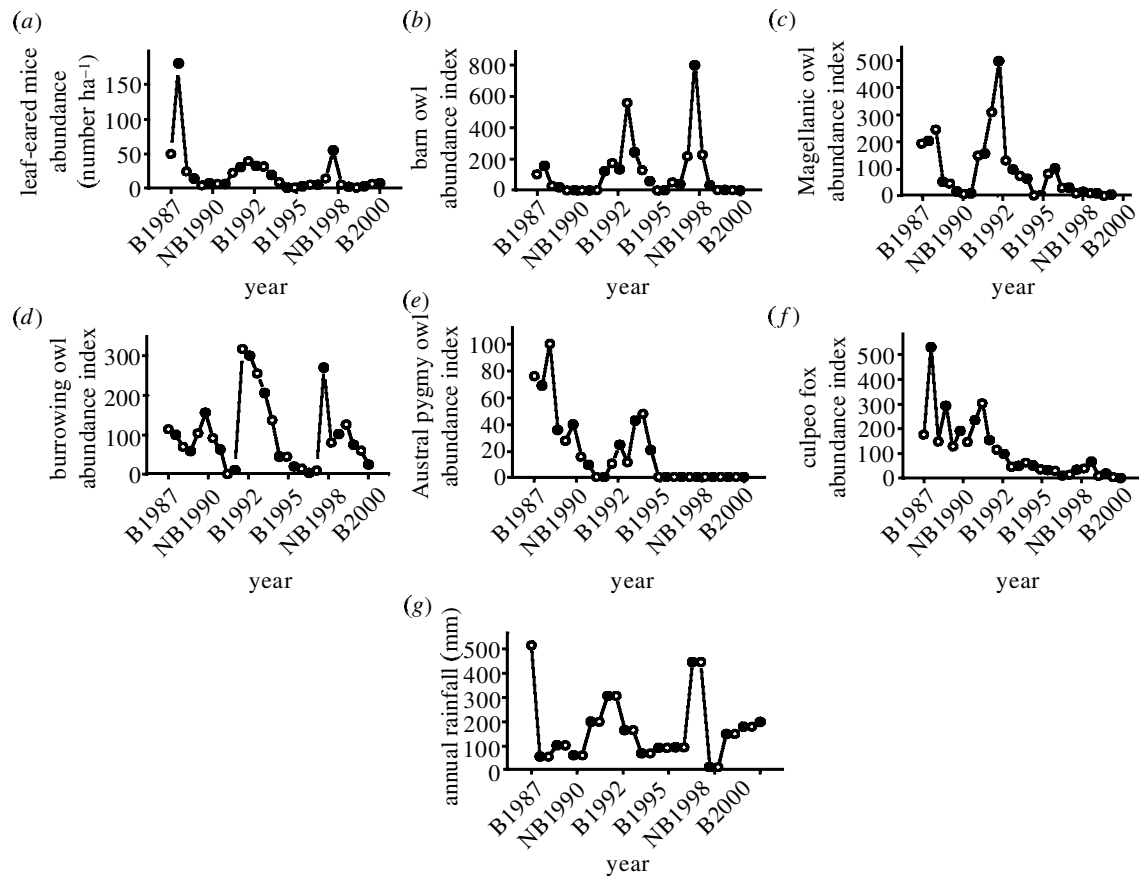 (a)
leaf-eared mice
abundance
(number ha⁻¹)
150
100
50
0
B1987
NB1990
B1992
B1995
NB1998
B2000
year
(b)
barn owl
abundance index
800
600
400
200
0
B1987
NB1990
B1992
B1995
NB1998
B2000
year
(c)
Magellanic owl
abundance index
500
400
300
200
100
0
B1987
NB1990
B1992
B1995
NB1998
B2000
year
(d)
burrowing owl
abundance index
300
200
100
0
B1987
NB1990
B1992
B1995
NB1998
B2000
year
(e)
Austral pygmy owl
abundance index
100
80
60
40
20
0
B1987
NB1990
B1992
B1995
NB1998
B2000
year
(f)
culpeo fox
abundance index
500
400
300
200
100
0
B1987
NB1990
B1992
B1995
NB1998
B2000
year
(g)
annual rainfall (mm)
500
400
300
200
100
0
B1987
NB1990
B1992
B1995
NB1998
B2000
year